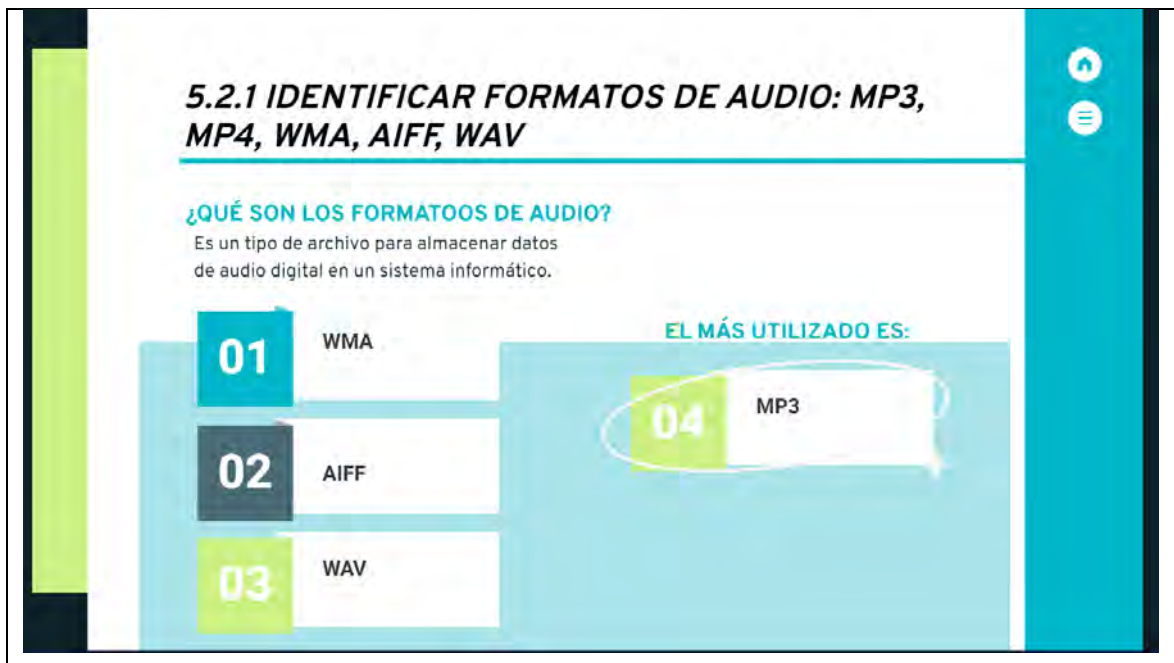 5.2.1 IDENTIFICAR FORMATOS DE AUDIO: MP3,
MP4, WMA, AIFF, WAV
¿QUÉ SON LOS FORMATOOS DE AUDIO?
Es un tipo de archivo para almacenar datos
de audio digital en un sistema informático.
01
WMA
02
AIFF
03
WAV
EL MÁS UTILIZADO ES:
04
MP3